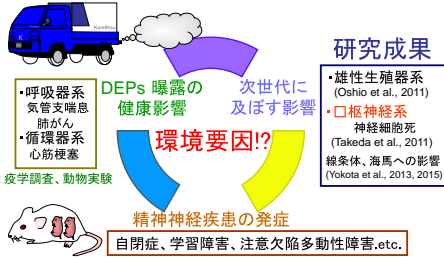 Kamifitsu
K
DEPs 曝露の
健康影響
次世代に
及ぼす影響
研究成果
・呼吸器系
気管支喘息
肺がん
・循環器系
心筋梗塞
疫学調査、動物実験
環境要因!?
・雄性生殖器系
(Oshio et al., 2011)
・□枢神経系
神経細胞死
(Takeda et al., 2011)
線条体、海馬への影響
(Yokota et al., 2013, 2015)
精神神経疾患の発症
自閉症、学習障害、注意欠陥多動性障害.etc.